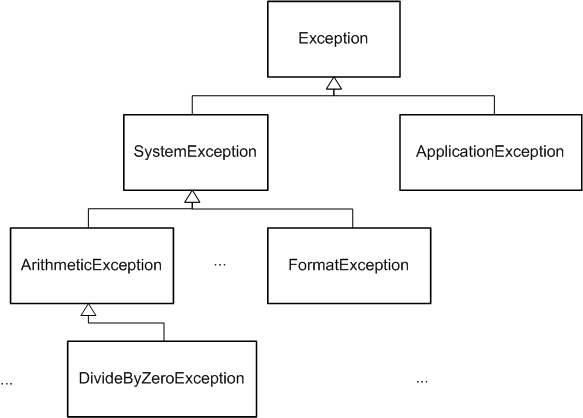 Exception
SystemException
ApplicationException
ArithmeticException
...
FormatException
DivideByZeroException
...
...